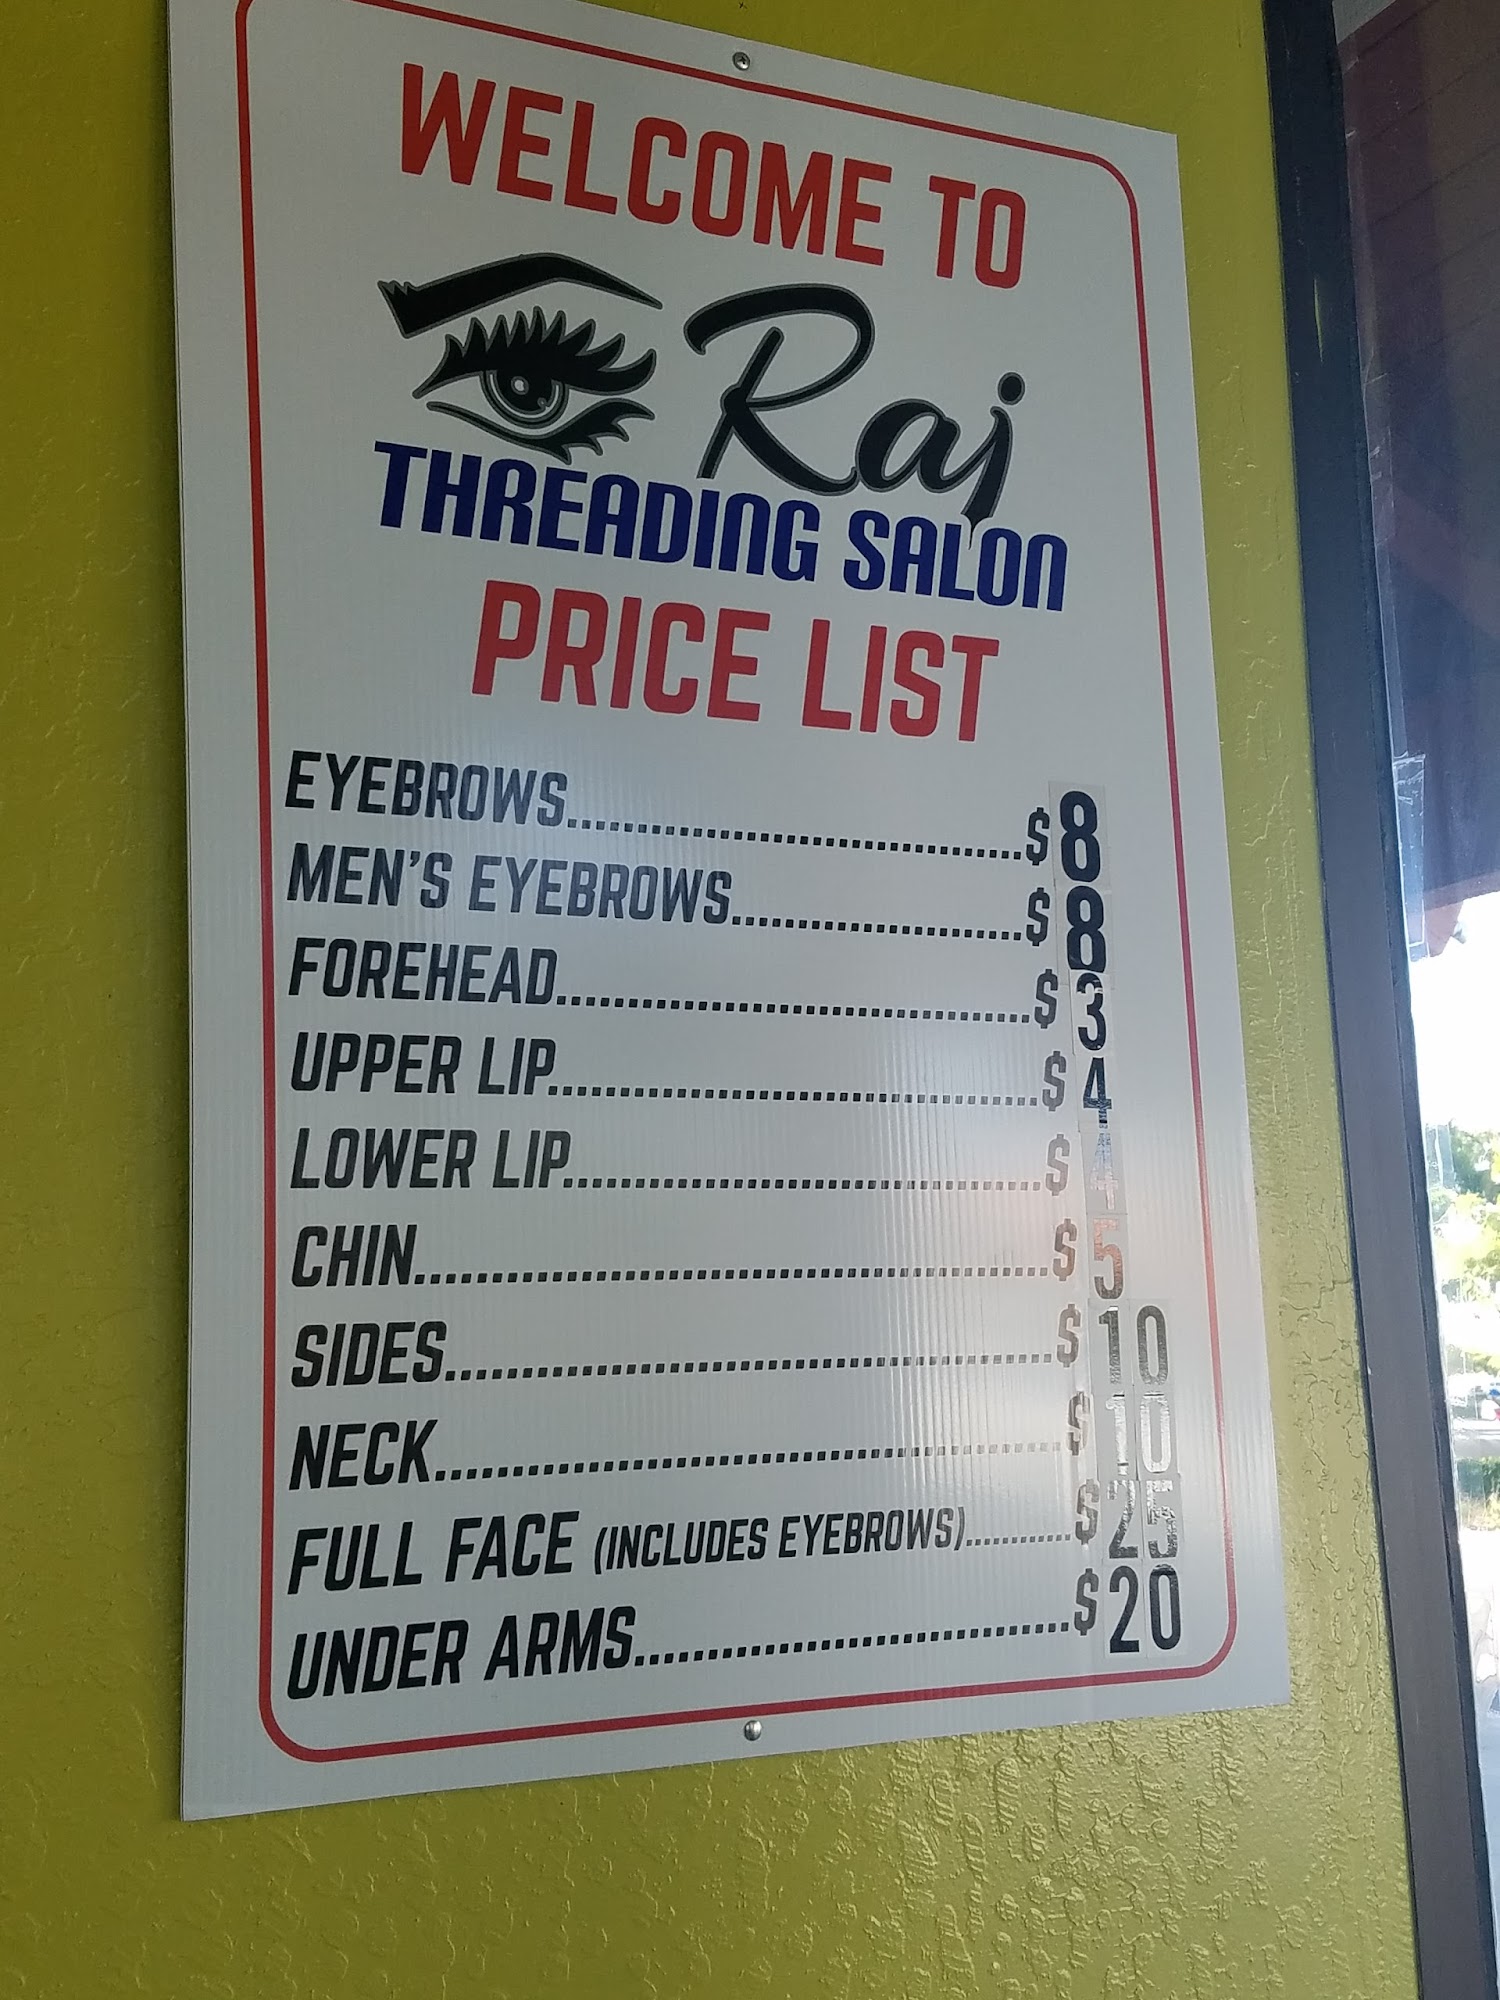 WELCOME TO
Raj
THREADING SALON
PRICE LIST
EYEBROWS................................$ 8
MEN'S EYEBROWS.....................$ 8
FOREHEAD.................................$ 3
UPPER LIP...................................$ 4
LOWER LIP..................................$ 4
CHIN............................................$ 5
SIDES..........................................$ 10
NECK..........................................$ 10
FULL FACE (INCLUDES EYEBROWS)...........$ 25
UNDER ARMS..............................$ 20